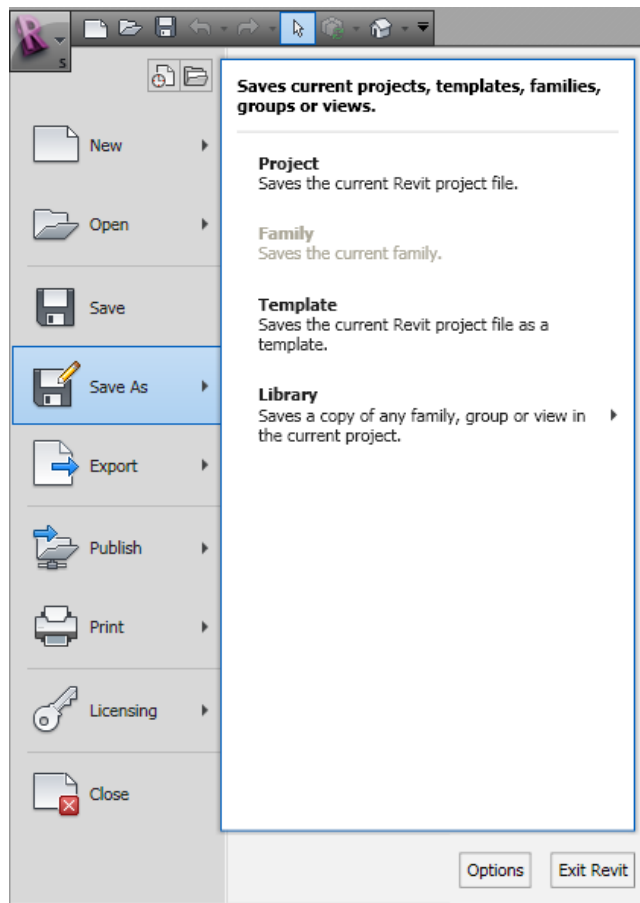 R
S
Saves current projects, templates, families,
groups or views.
New
Project
Saves the current Revit project file.
Open
Family
Saves the current family.
Save
Template
Saves the current Revit project file as a
template.
Save As
Library
Saves a copy of any family, group or view in
the current project.
Export
Publish
Print
Licensing
Close
Options
Exit Revit